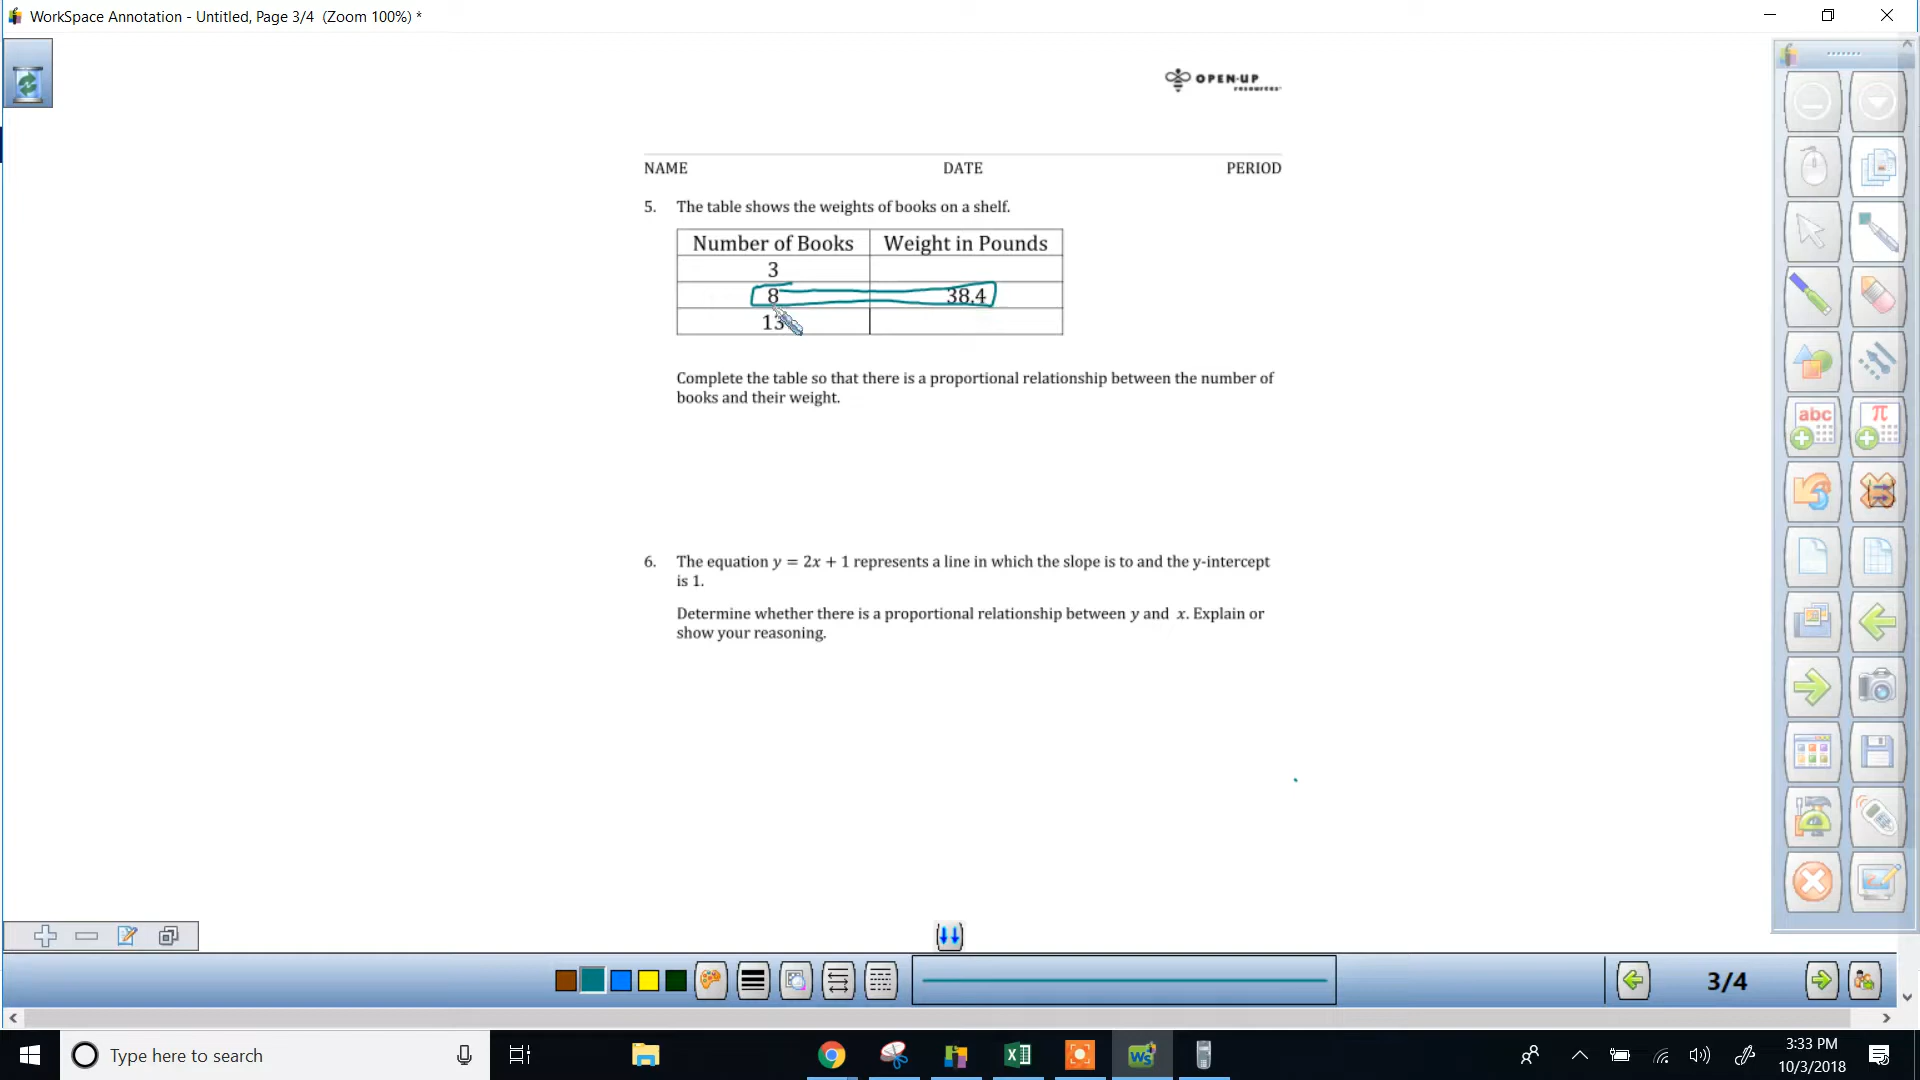 WorkSpace Annotation - Untitled, Page 3/4 (Zoom 100%) *
OPEN-UP
resources
NAME DATE PERIOD
5. The table shows the weights of books on a shelf.
Number of Books Weight in Pounds
3
8 38.4
13
Complete the table so that there is a proportional relationship between the number of
books and their weight.
6. The equation y = 2x + 1 represents a line in which the slope is to and the y-intercept
is 1.
Determine whether there is a proportional relationship between y and x. Explain or
show your reasoning.
abc π
3/4
Type here to search
3:33 PM
10/3/2018